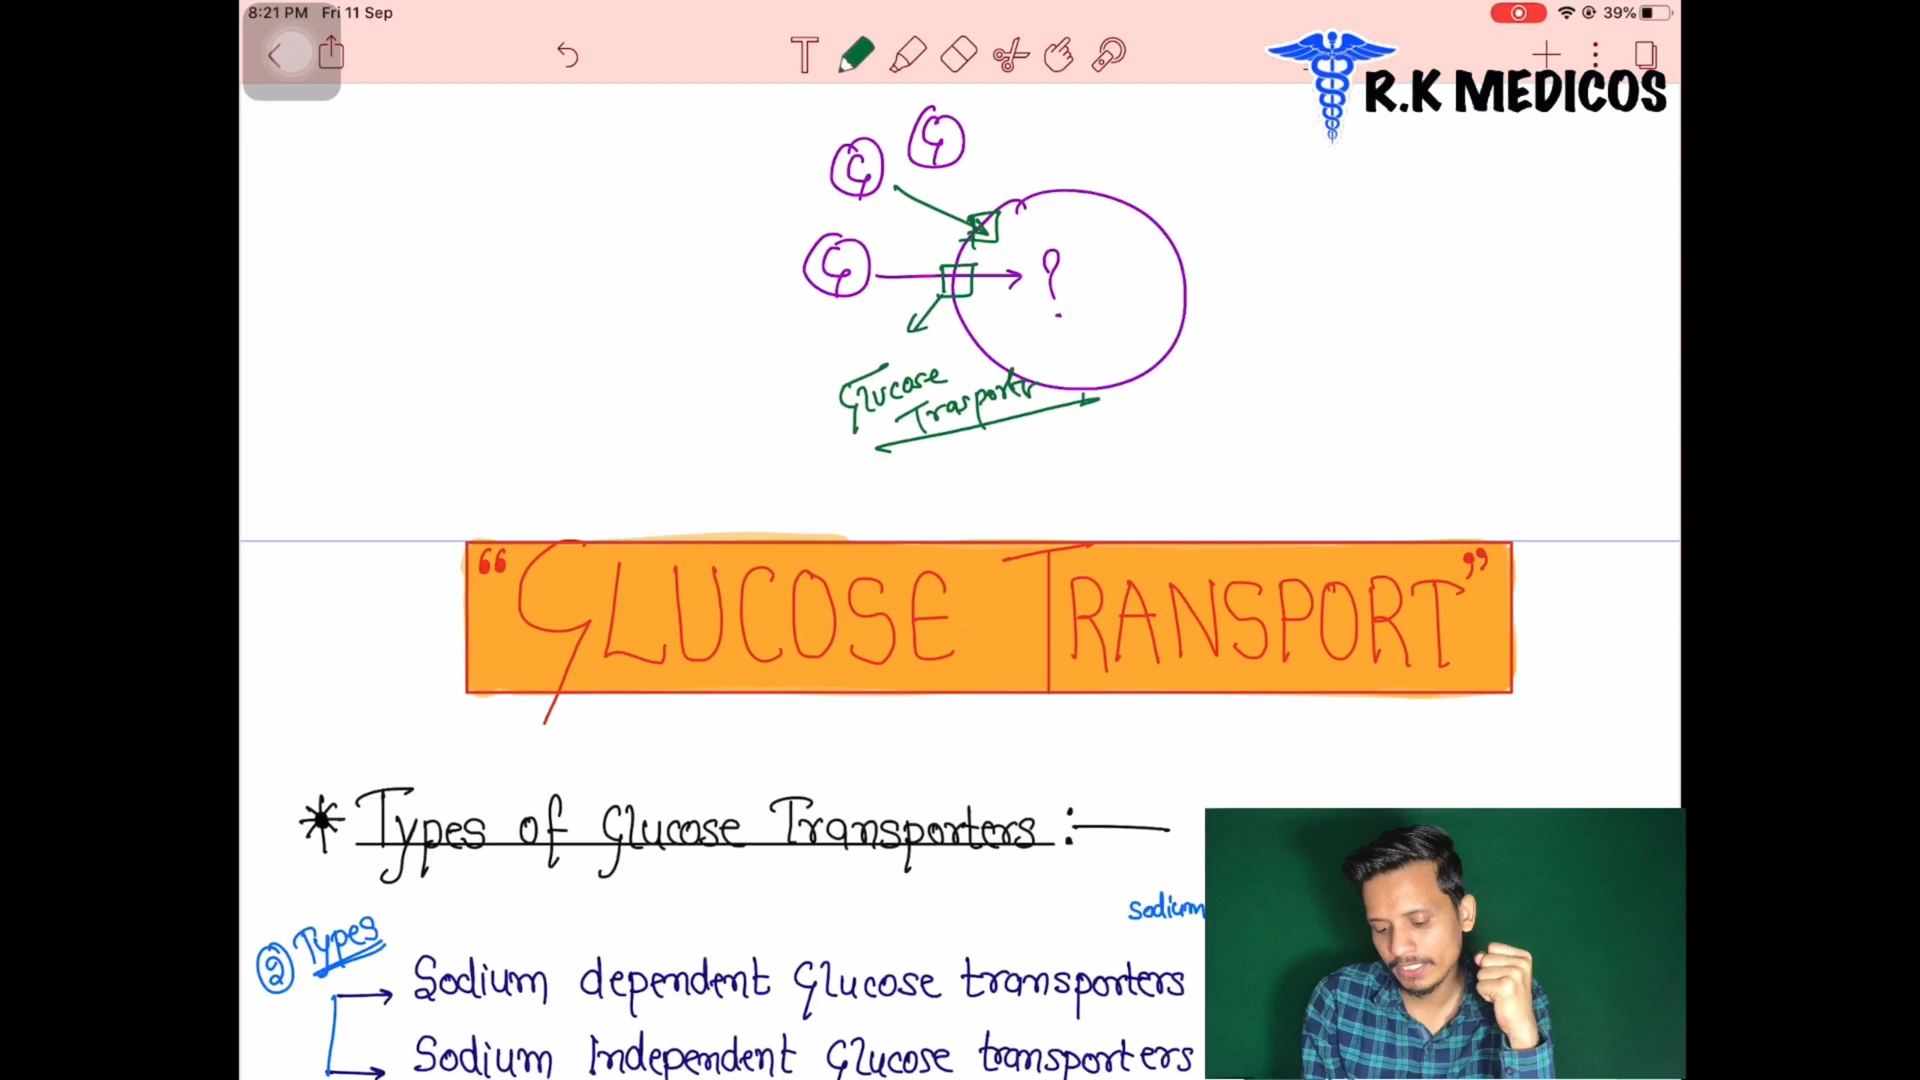 8:21 PM Fri 11 Sep
39%
R.K MEDICOS
G
G
G
?
Glucose
Trasportr
“GLUCOSE TRANSPORT”
* Types of Glucose Transporters :—
Sodium
② Types
Sodium dependent Glucose transporters
Sodium Independent Glucose transporters